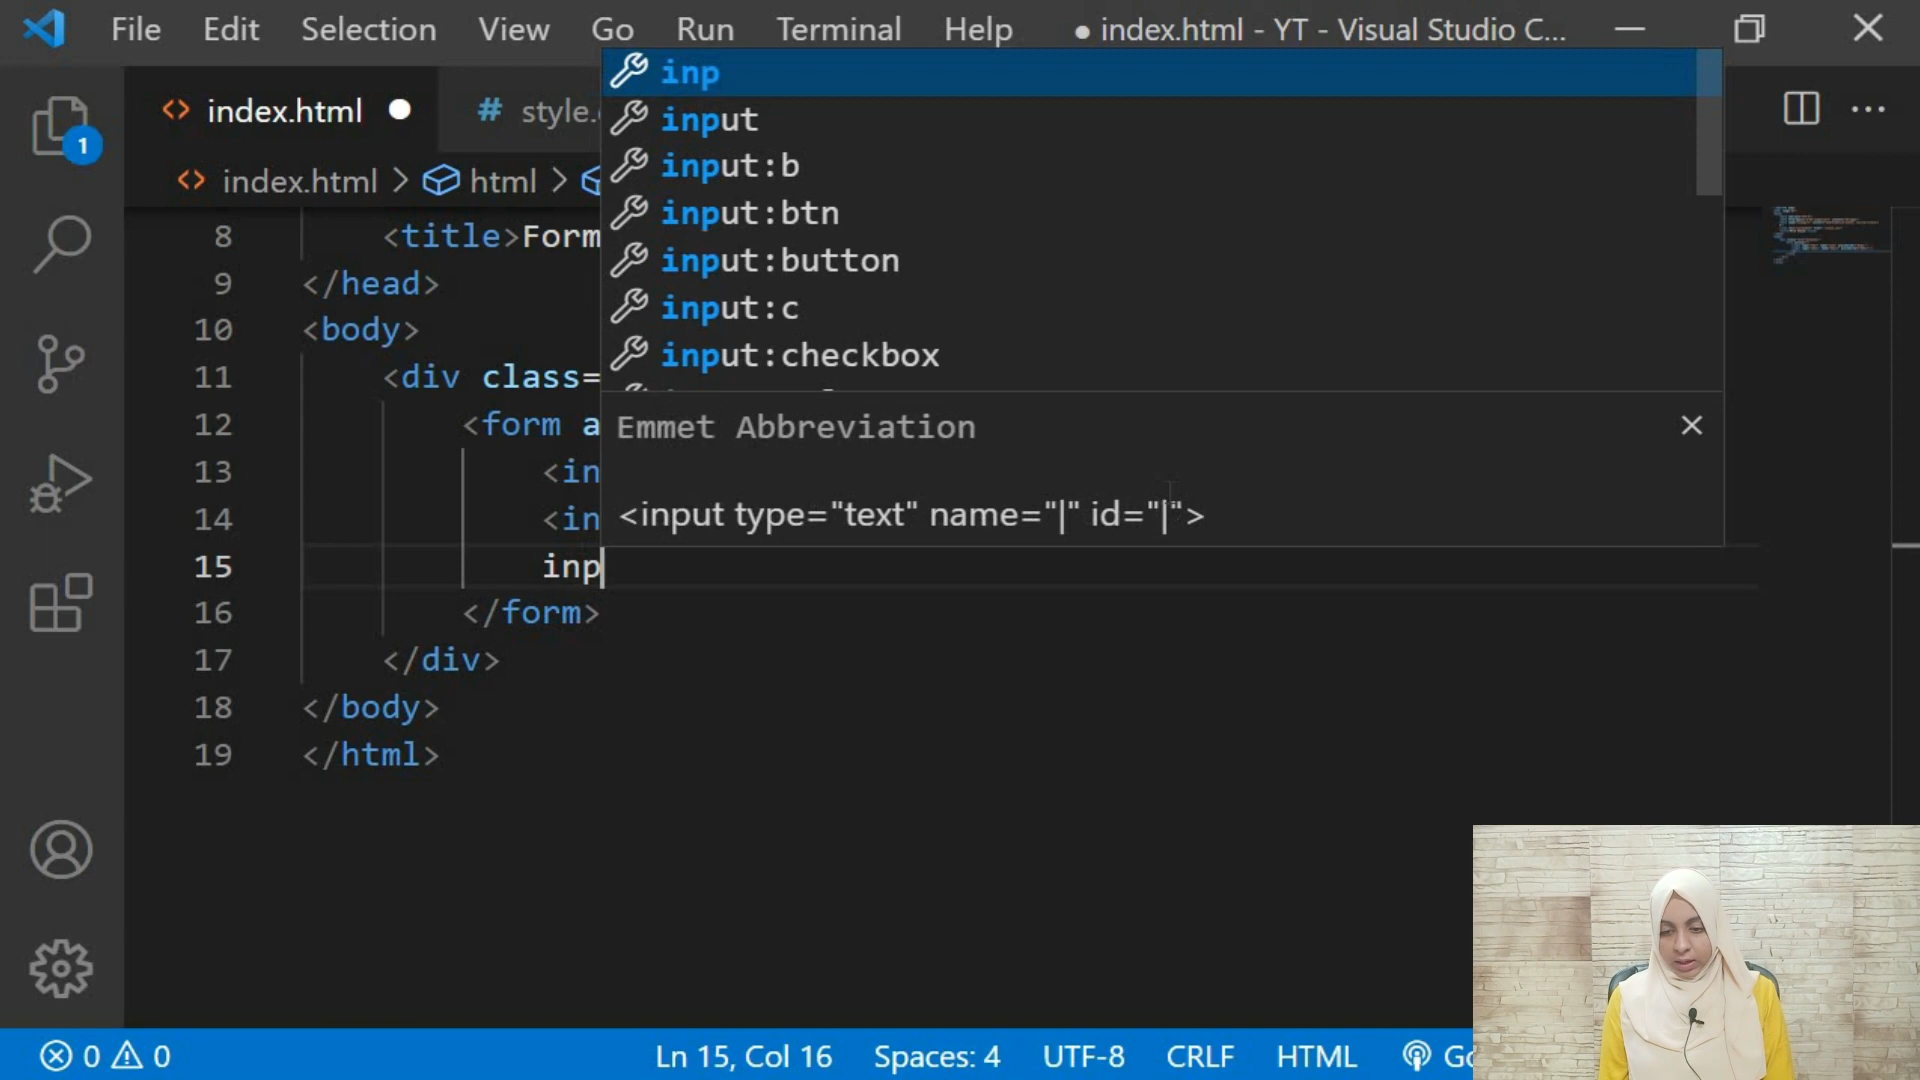 File Edit Selection View Go Run Terminal Help ● index.html - YT - Visual Studio C...
1
<> index.html ● # style.
<> index.html > html >
inp
input
input:b
input:btn
input:button
input:c
input:checkbox
Emmet Abbreviation
<input type="text" name="|" id="|">
8 <title>Form
9 </head>
10 <body>
11 <div class=
12 <form a
13 <in
14 <in
15 inp
16 </form>
17 </div>
18 </body>
19 </html>
0 0 Ln 15, Col 16 Spaces: 4 UTF-8 CRLF HTML Go